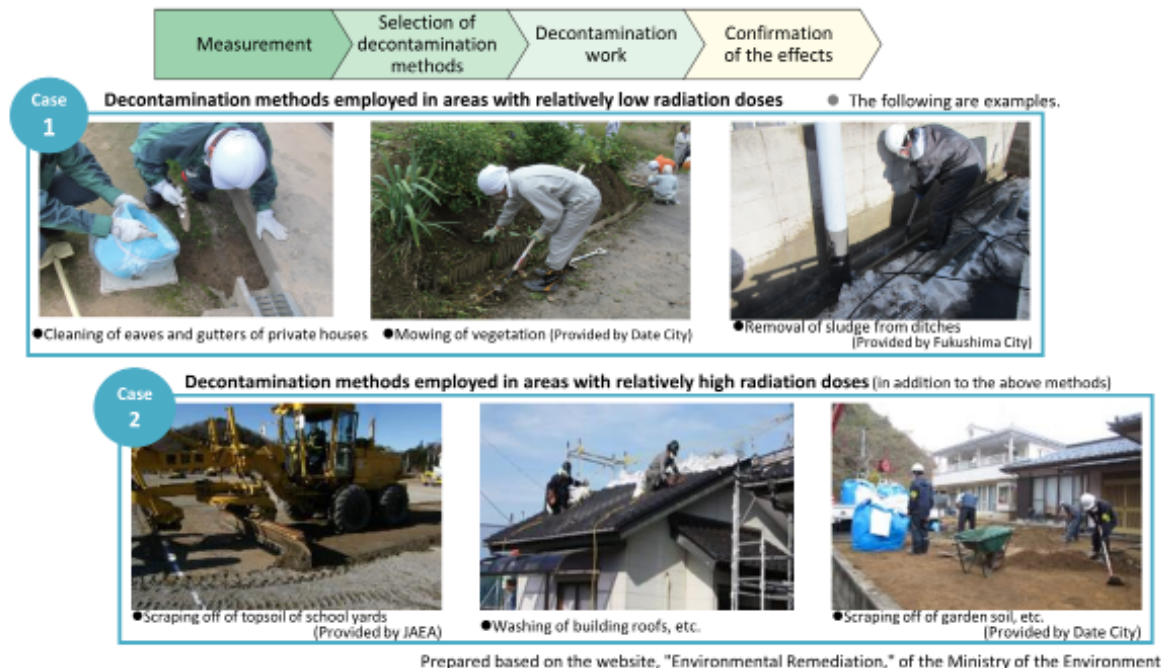 Measurement
Selection of
decontamination
methods
Decontamination
work
Confirmation
of the effects
Case
1
Decontamination methods employed in areas with relatively low radiation doses
● The following are examples.
●Cleaning of eaves and gutters of private houses
●Mowing of vegetation (Provided by Date City)
●Removal of sludge from ditches
(Provided by Fukushima City)
Case
2
Decontamination methods employed in areas with relatively high radiation doses (in addition to the above methods)
●Scraping off of topsoil of school yards
(Provided by JAEA)
●Washing of building roofs, etc.
●Scraping off of garden soil, etc.
(Provided by Date City)
Prepared based on the website, "Environmental Remediation," of the Ministry of the Environment